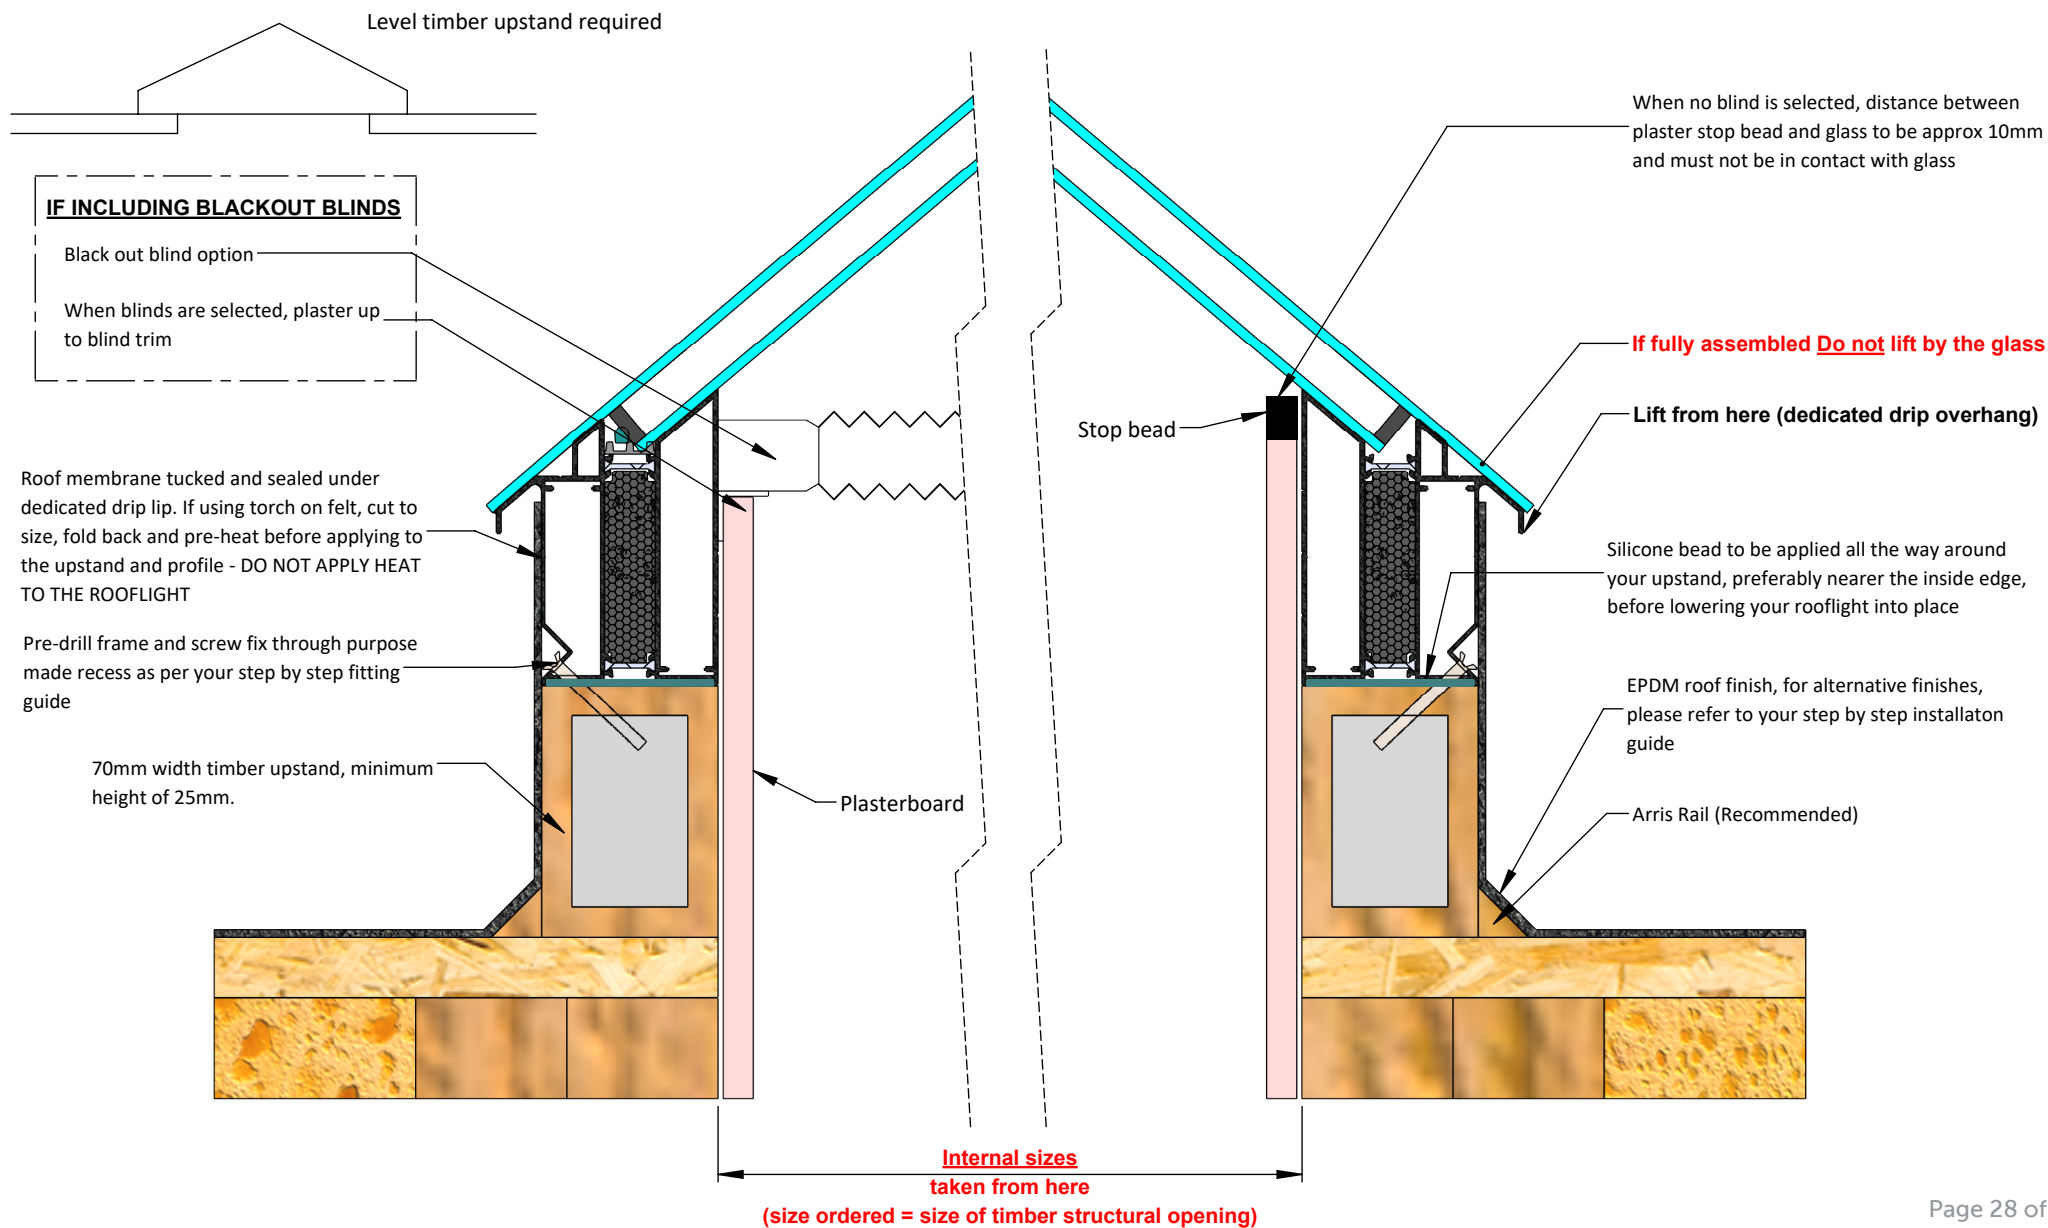 Level timber upstand required
IF INCLUDING BLACKOUT BLINDS
Black out blind option
When blinds are selected, plaster up
to blind trim
Roof membrane tucked and sealed under
dedicated drip lip. If using torch on felt, cut to
size, fold back and pre-heat before applying to
the upstand and profile - DO NOT APPLY HEAT
TO THE ROOFLIGHT
Pre-drill frame and screw fix through purpose
made recess as per your step by step fitting
guide
70mm width timber upstand, minimum
height of 25mm.
Plasterboard
Stop bead
When no blind is selected, distance between
plaster stop bead and glass to be approx 10mm
and must not be in contact with glass
If fully assembled Do not lift by the glass
Lift from here (dedicated drip overhang)
Silicone bead to be applied all the way around
your upstand, preferably nearer the inside edge,
before lowering your rooflight into place
EPDM roof finish, for alternative finishes,
please refer to your step by step installaton
guide
Arris Rail (Recommended)
Internal sizes
taken from here
(size ordered = size of timber structural opening)
Page 28 of